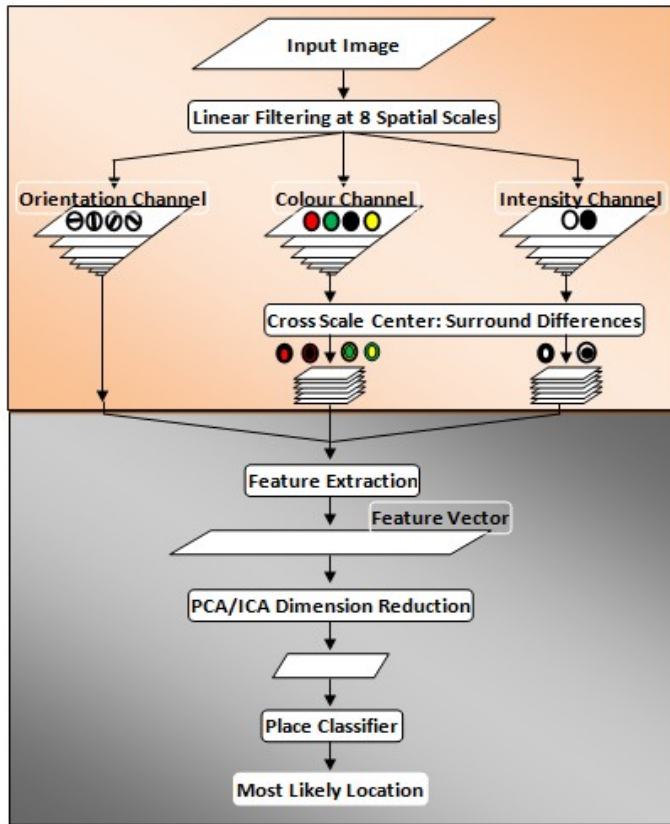 Input Image
Linear Filtering at 8 Spatial Scales
Orientation Channel
Colour Channel
Intensity Channel
Cross Scale Center: Surround Differences
Feature Extraction
Feature Vector
PCA/ICA Dimension Reduction
Place Classifier
Most Likely Location